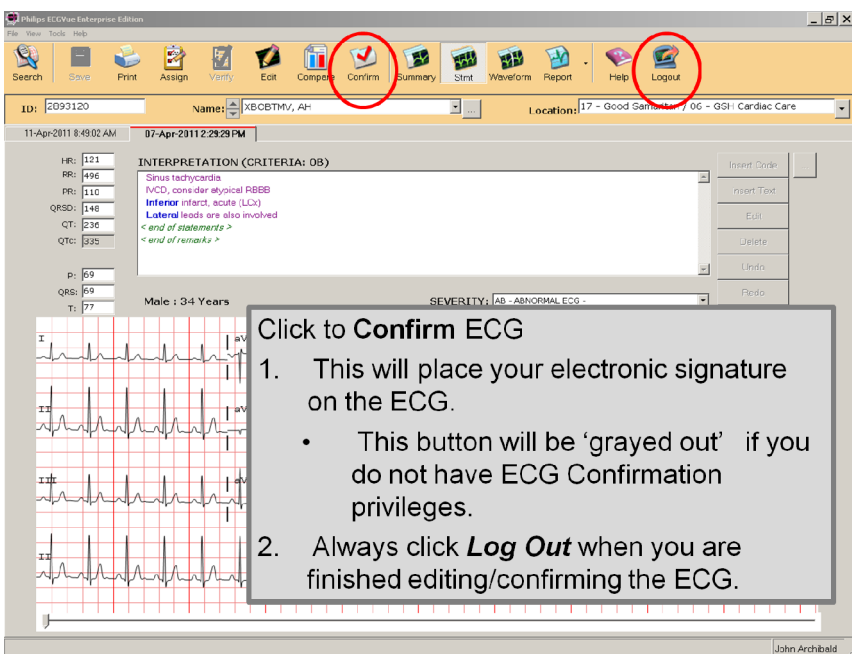 Philips ECGVue Enterprise Edition
File View Tools Help
Search Save Print Assign Verify Edit Compare Confirm Summary Stmt Waveform Report Help Logout
ID: 2093120 Name: XBOBTMV, AH ... Location: 17 - Good Samaritan / 06 - GSH Cardiac Care
11-Apr-2011 8:49:02 AM 07-Apr-2011 2:29:29 PM
HR: 121 INTERPRETATION (CRITERIA: 0B) Insert Code ...
RR: 496 Sinus tachycardia
PR: 110 IVCD, consider atypical RBBB Insert Text
QRSD: 148 Inferior infarct, acute (LCx)
Lateral leads are also involved Edit
QT: 236 < end of statements >
QTc: 335 < end of remarks > Delete
P: 69 Undo
QRS: 69 Male : 34 Years SEVERITY: AB - ABNORMAL ECG - Redo
T: 77
I aV
II aV
III
II
Click to Confirm ECG
1. This will place your electronic signature
on the ECG.
• This button will be ‘grayed out’ if you
do not have ECG Confirmation
privileges.
2. Always click Log Out when you are
finished editing/confirming the ECG.
John Archibald